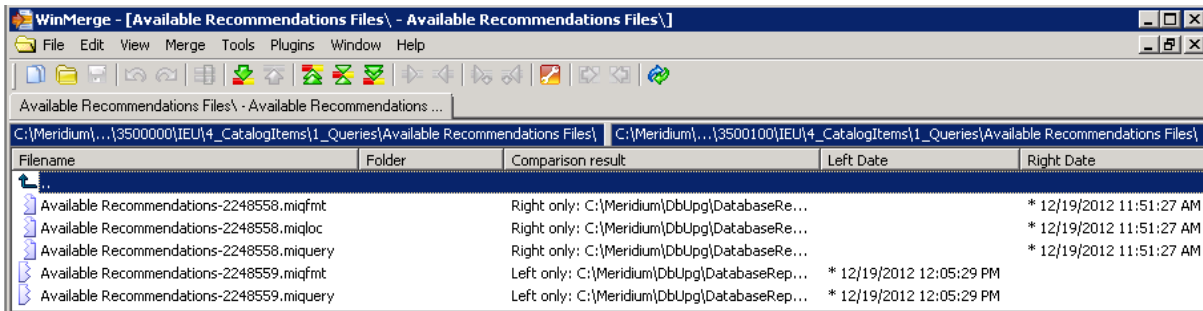 WinMerge - [Available Recommendations Files\ - Available Recommendations Files\]
File Edit View Merge Tools Plugins Window Help
Available Recommendations Files\ - Available Recommendations ...
C:\Meridium\...\3500000\IEU\4_CatalogItems\1_Queries\Available Recommendations Files\ C:\Meridium\...\3500100\IEU\4_CatalogItems\1_Queries\Available Recommendations Files\
Filename Folder Comparison result Left Date Right Date
..
Available Recommendations-2248558.miqfmt Right only: C:\Meridium\DbUpg\DatabaseRe... * 12/19/2012 11:51:27 AM
Available Recommendations-2248558.miqloc Right only: C:\Meridium\DbUpg\DatabaseRe... * 12/19/2012 11:51:27 AM
Available Recommendations-2248558.miquery Right only: C:\Meridium\DbUpg\DatabaseRe... * 12/19/2012 11:51:27 AM
Available Recommendations-2248559.miqfmt Left only: C:\Meridium\DbUpg\DatabaseRep... * 12/19/2012 12:05:29 PM
Available Recommendations-2248559.miquery Left only: C:\Meridium\DbUpg\DatabaseRep... * 12/19/2012 12:05:29 PM